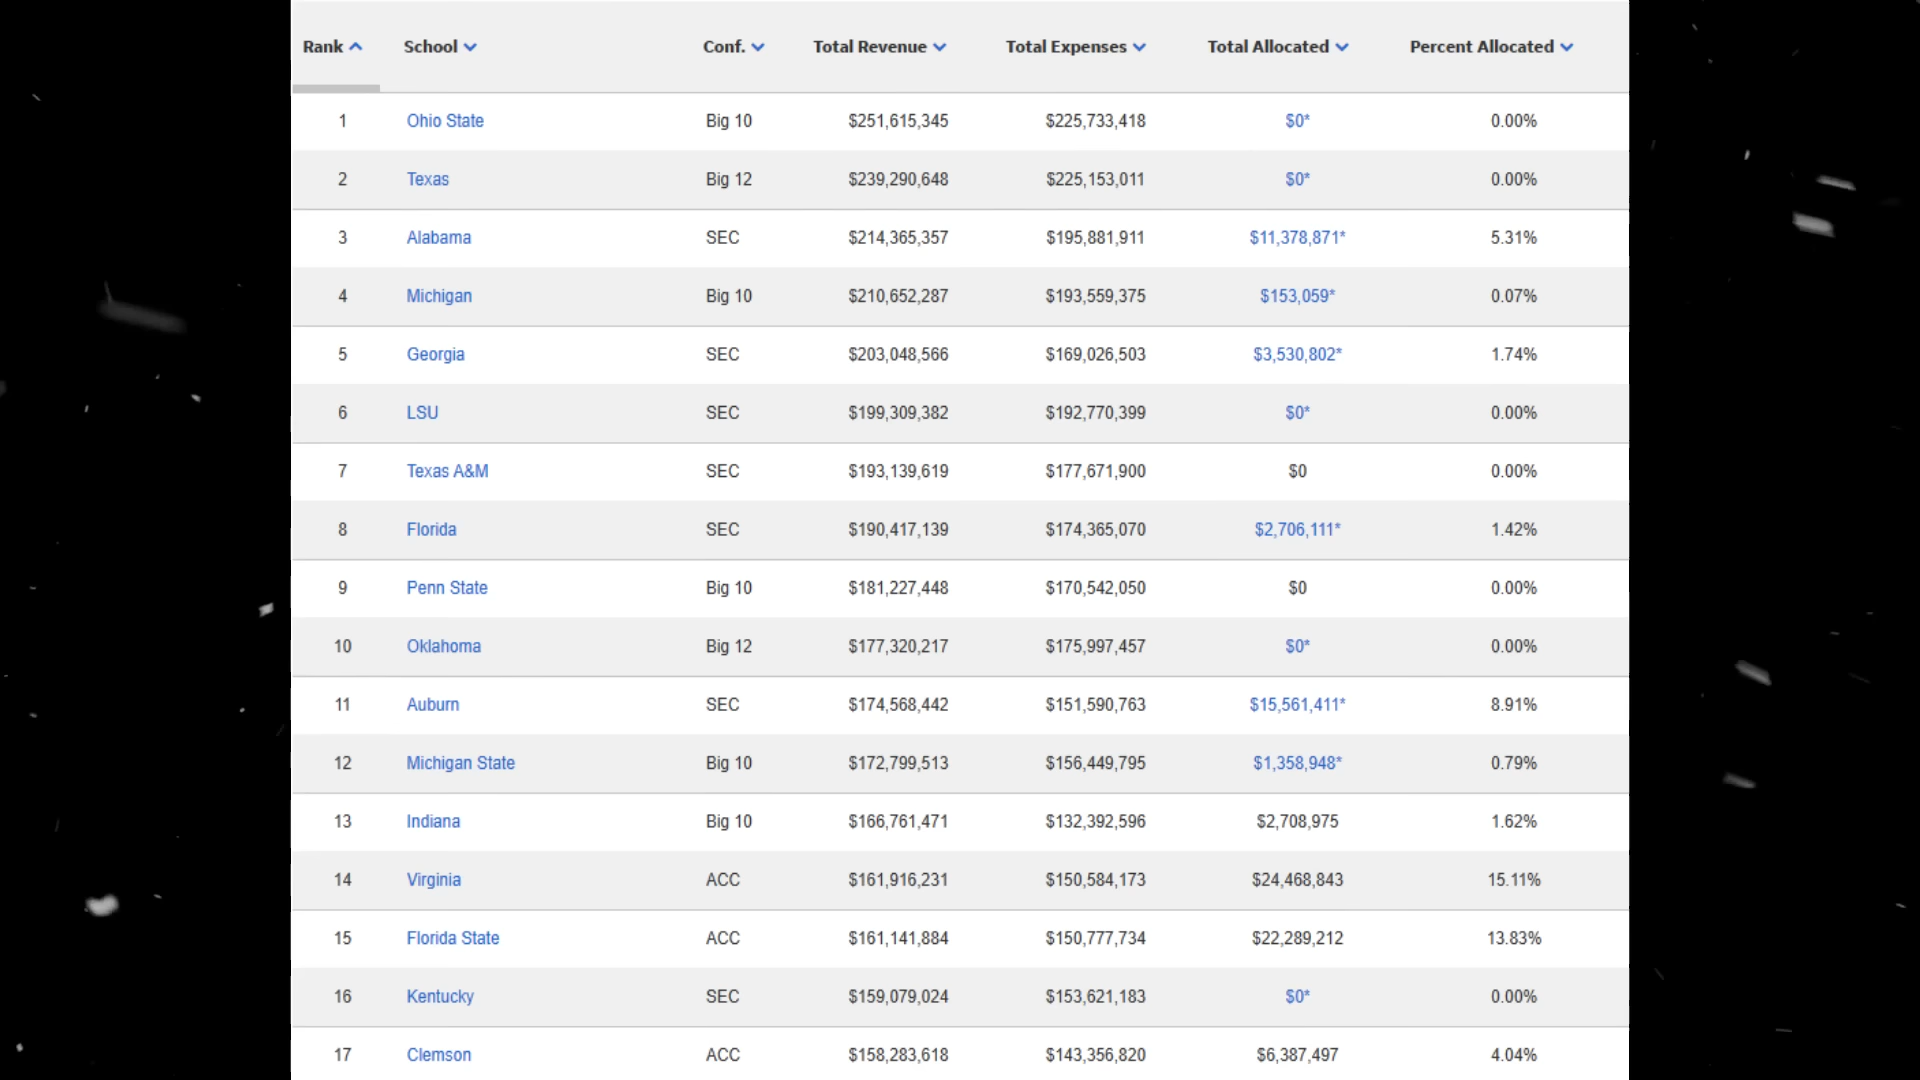 Rank School Conf. Total Revenue Total Expenses Total Allocated Percent Allocated
1 Ohio State Big 10 $251,615,345 $225,733,418 $0* 0.00%
2 Texas Big 12 $239,290,648 $225,153,011 $0* 0.00%
3 Alabama SEC $214,365,357 $195,881,911 $11,378,871* 5.31%
4 Michigan Big 10 $210,652,287 $193,559,375 $153,059* 0.07%
5 Georgia SEC $203,048,566 $169,026,503 $3,530,802* 1.74%
6 LSU SEC $199,309,382 $192,770,399 $0* 0.00%
7 Texas A&M SEC $193,139,619 $177,671,900 $0 0.00%
8 Florida SEC $190,417,139 $174,365,070 $2,706,111* 1.42%
9 Penn State Big 10 $181,227,448 $170,542,050 $0 0.00%
10 Oklahoma Big 12 $177,320,217 $175,997,457 $0* 0.00%
11 Auburn SEC $174,568,442 $151,590,763 $15,561,411* 8.91%
12 Michigan State Big 10 $172,799,513 $156,449,795 $1,358,948* 0.79%
13 Indiana Big 10 $166,761,471 $132,392,596 $2,708,975 1.62%
14 Virginia ACC $161,916,231 $150,584,173 $24,468,843 15.11%
15 Florida State ACC $161,141,884 $150,777,734 $22,289,212 13.83%
16 Kentucky SEC $159,079,024 $153,621,183 $0* 0.00%
17 Clemson ACC $158,283,618 $143,356,820 $6,387,497 4.04%